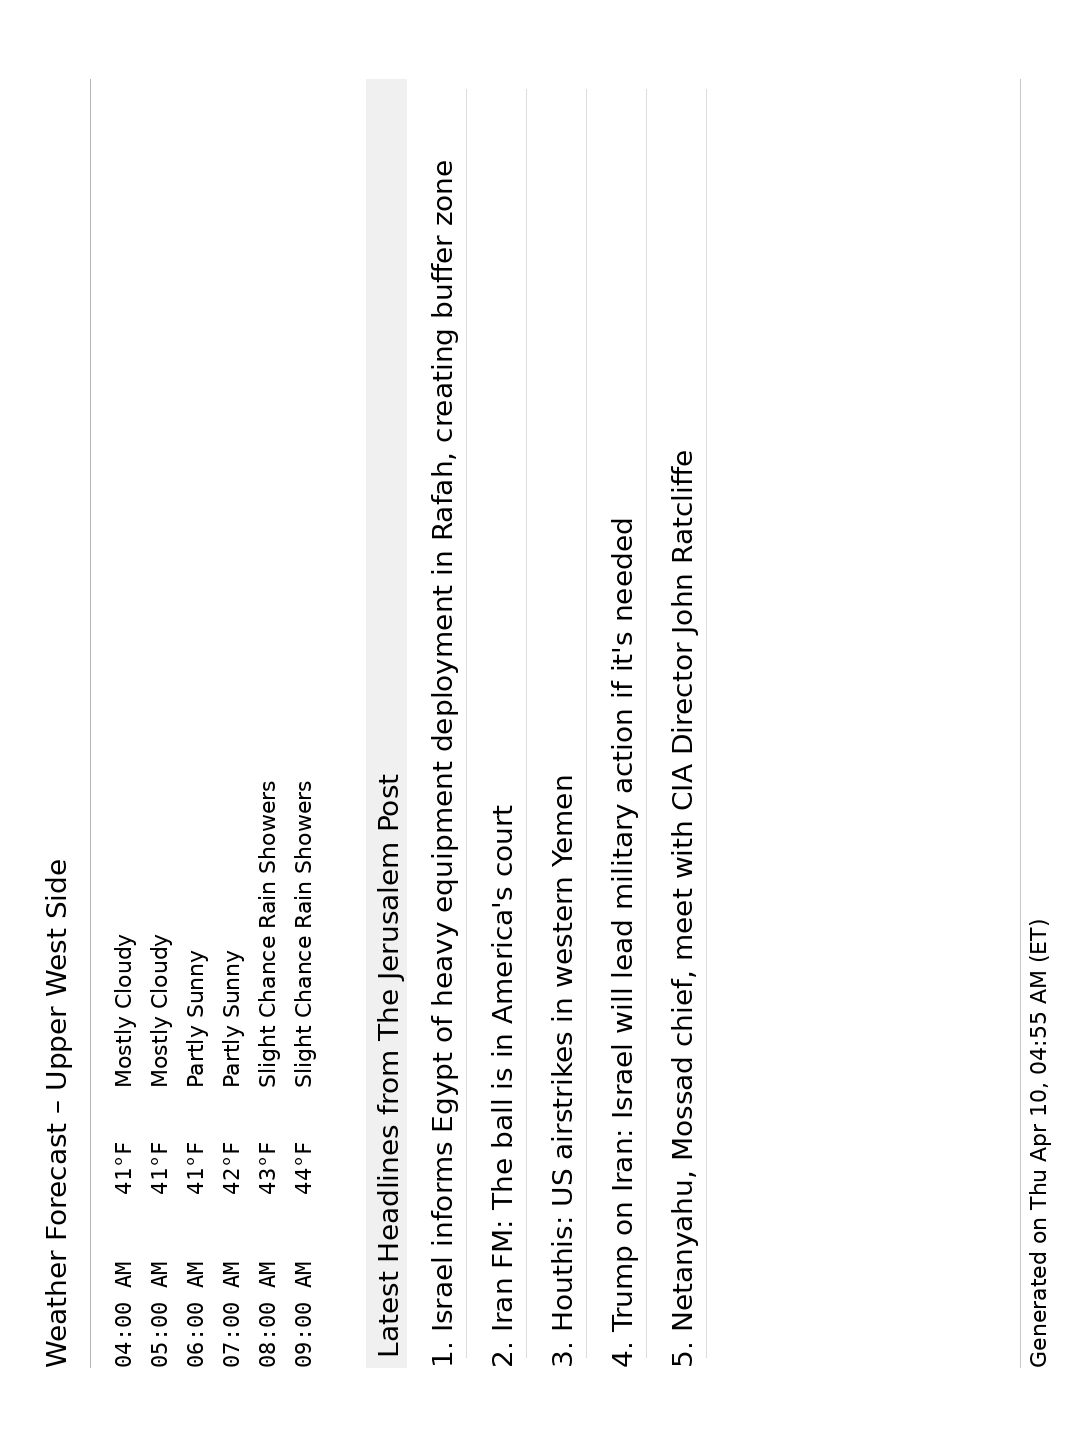 Weather Forecast – Upper West Side
04:00 AM 41°F Mostly Cloudy
05:00 AM 41°F Mostly Cloudy
06:00 AM 41°F Partly Sunny
07:00 AM 42°F Partly Sunny
08:00 AM 43°F Slight Chance Rain Showers
09:00 AM 44°F Slight Chance Rain Showers
Latest Headlines from The Jerusalem Post
1. Israel informs Egypt of heavy equipment deployment in Rafah, creating buffer zone
2. Iran FM: The ball is in America's court
3. Houthis: US airstrikes in western Yemen
4. Trump on Iran: Israel will lead military action if it's needed
5. Netanyahu, Mossad chief, meet with CIA Director John Ratcliffe
Generated on Thu Apr 10, 04:55 AM (ET)